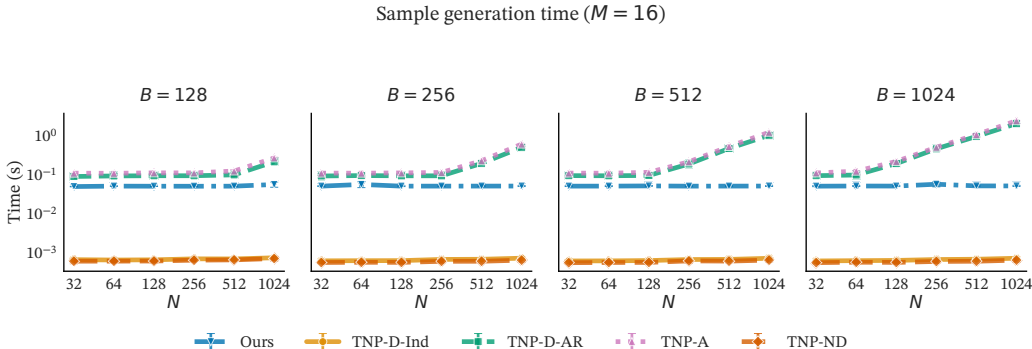 Sample generation time (M = 16)
B = 128
B = 256
B = 512
B = 1024
Time (s)
10⁰
10⁻¹
10⁻²
10⁻³
32 64 128 256 512 1024
32 64 128 256 512 1024
32 64 128 256 512 1024
32 64 128 256 512 1024
N
N
N
N
Ours TNP-D-Ind TNP-D-AR TNP-A TNP-ND